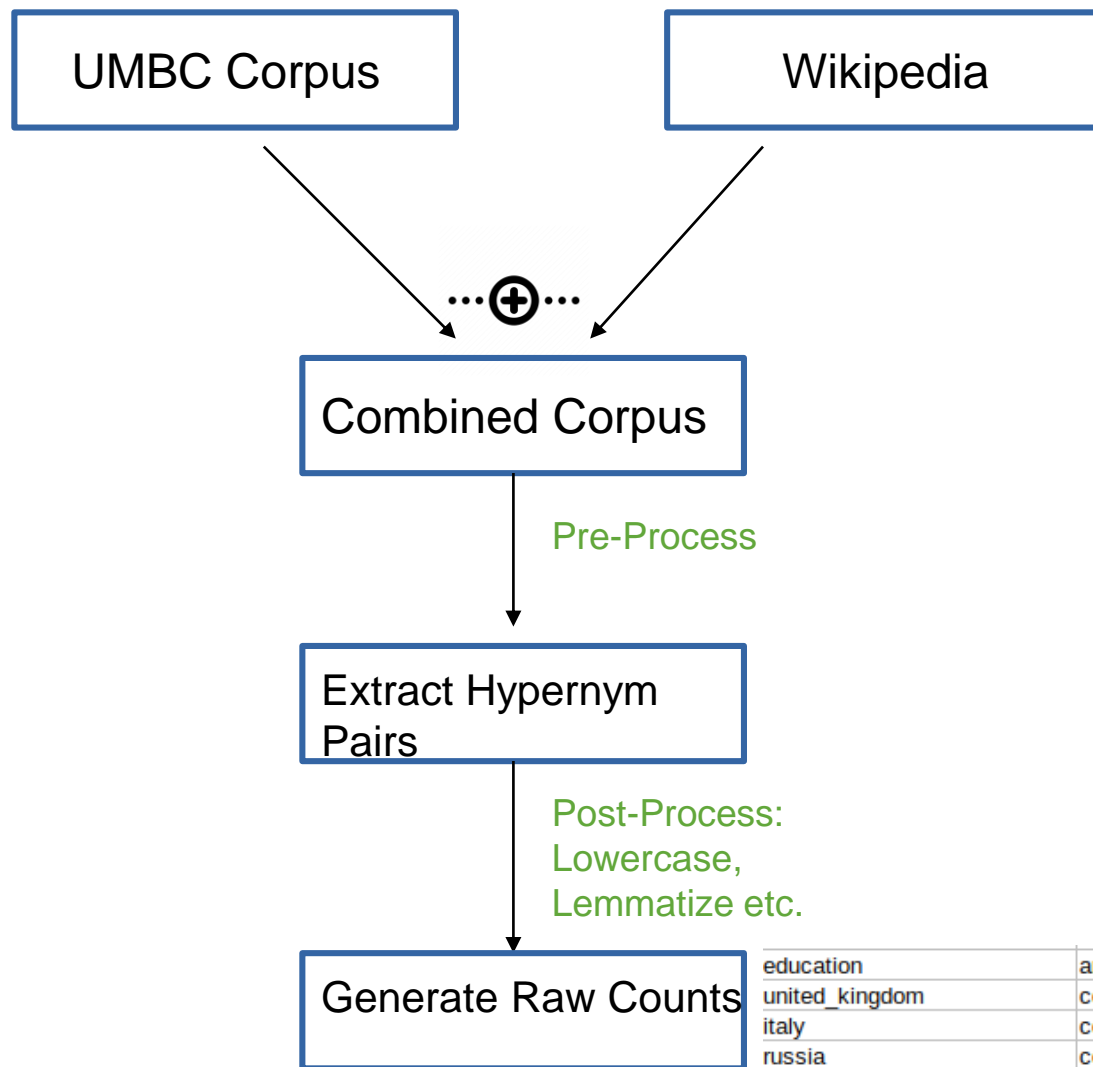 UMBC Corpus
Wikipedia
Combined Corpus
Pre-Process
Extract Hypernym
Pairs
Post-Process:
Lowercase,
Lemmatize etc.
Generate Raw Counts
education
united_kingdom
italy
russia